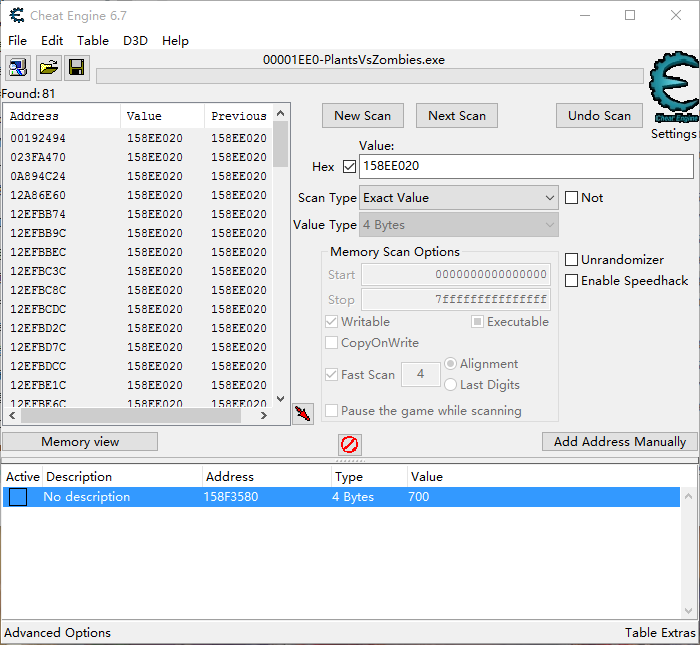 Cheat Engine 6.7
File Edit Table D3D Help
00001EE0-PlantsVsZombies.exe
Found: 81
Address Value Previous
00192494 158EE020 158EE020
023FA470 158EE020 158EE020
0A894C24 158EE020 158EE020
12A86E60 158EE020 158EE020
12EFBB74 158EE020 158EE020
12EFBB9C 158EE020 158EE020
12EFBBEC 158EE020 158EE020
12EFBC3C 158EE020 158EE020
12EFBC8C 158EE020 158EE020
12EFBCDC 158EE020 158EE020
12EFBD2C 158EE020 158EE020
12EFBD7C 158EE020 158EE020
12EFBDCC 158EE020 158EE020
12EFBE1C 158EE020 158EE020
12EFBE6C 158EE020 158EE020
New Scan Next Scan Undo Scan
Cheat Engine
Settings
Value:
Hex 158EE020
Scan Type Exact Value Not
Value Type 4 Bytes
Memory Scan Options
Start 0000000000000000
Stop 7fffffffffffffff
Writable Executable
CopyOnWrite
Fast Scan 4 Alignment
Last Digits
Pause the game while scanning
Unrandomizer
Enable Speedhack
Memory view Add Address Manually
Active Description Address Type Value
No description 158F3580 4 Bytes 700
Advanced Options Table Extras